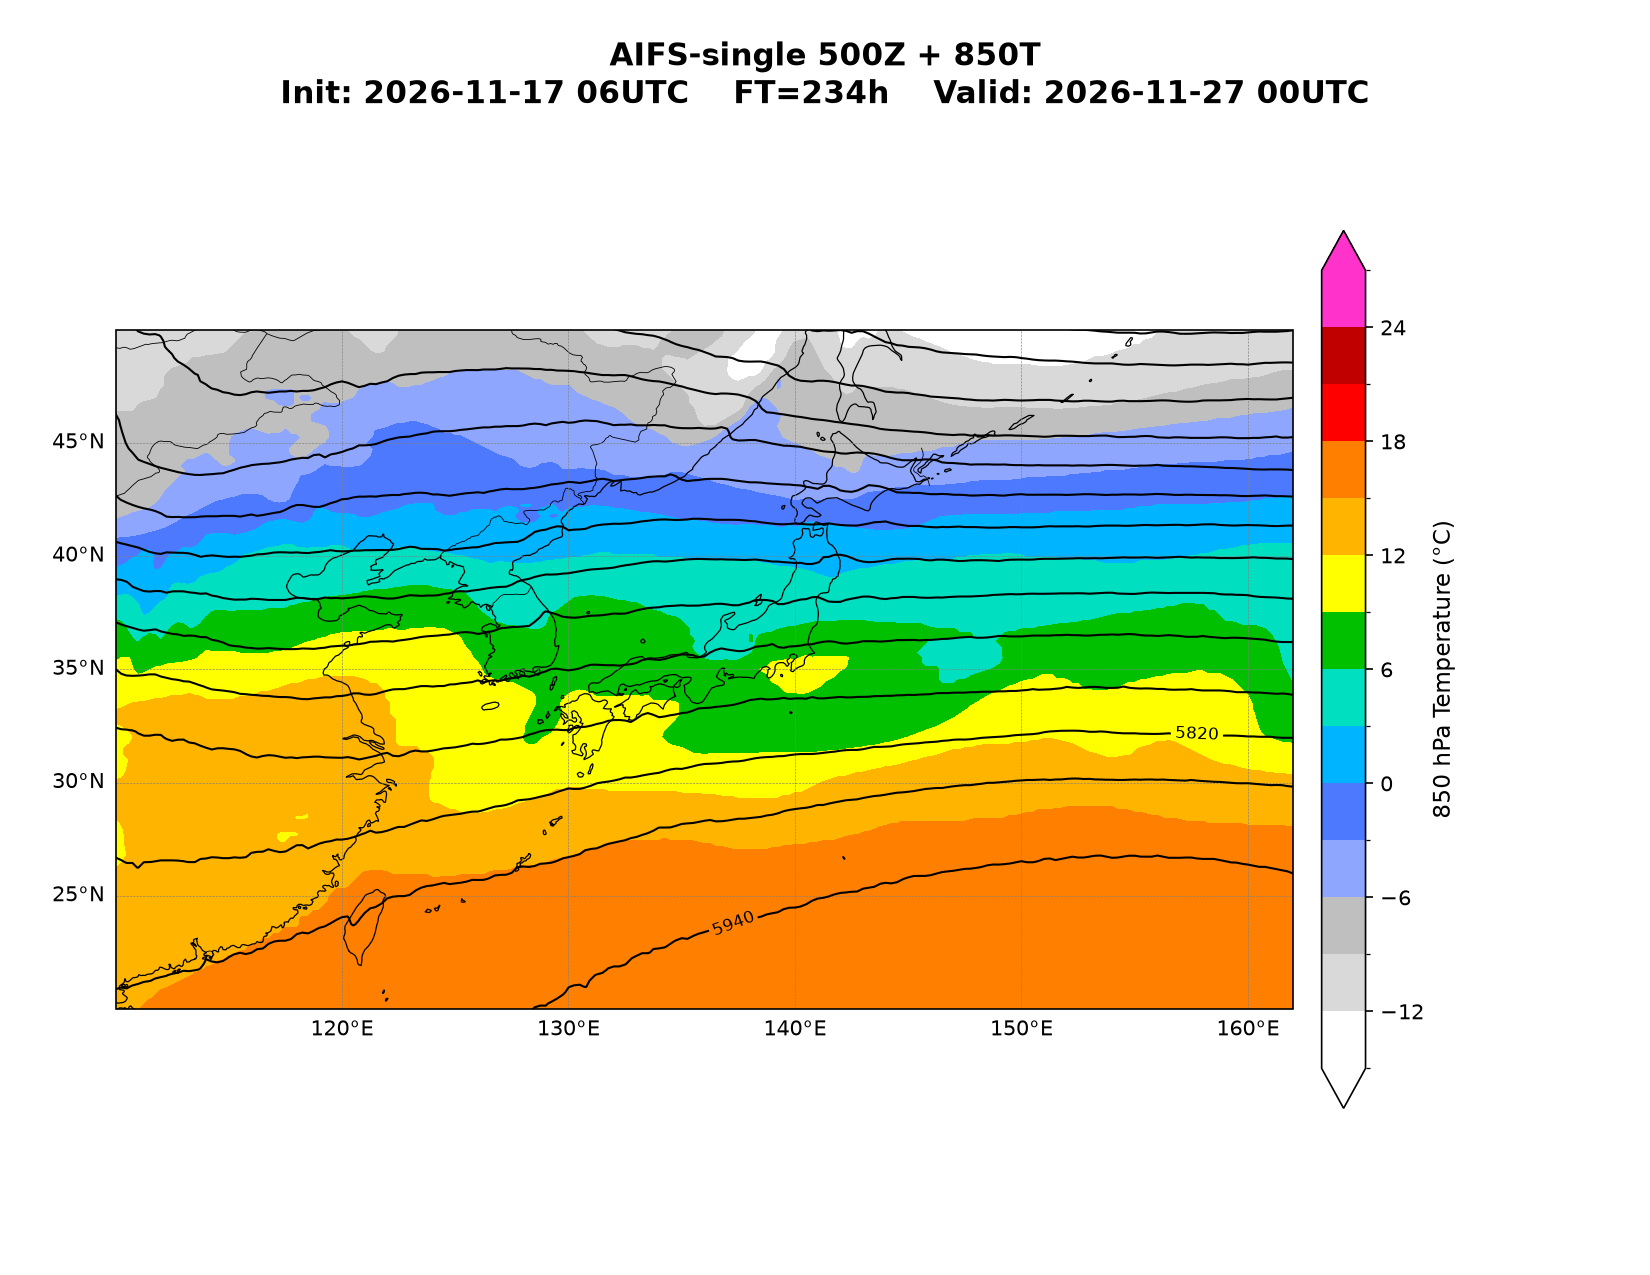 AIFS-single 500Z + 850T
Init: 2026-11-17 06UTC    FT=234h    Valid: 2026-11-27 00UTC
24
18
12
6
0
−6
−12
850 hPa Temperature (°C)
45°N
40°N
35°N
30°N
25°N
5820
5940
120°E
130°E
140°E
150°E
160°E